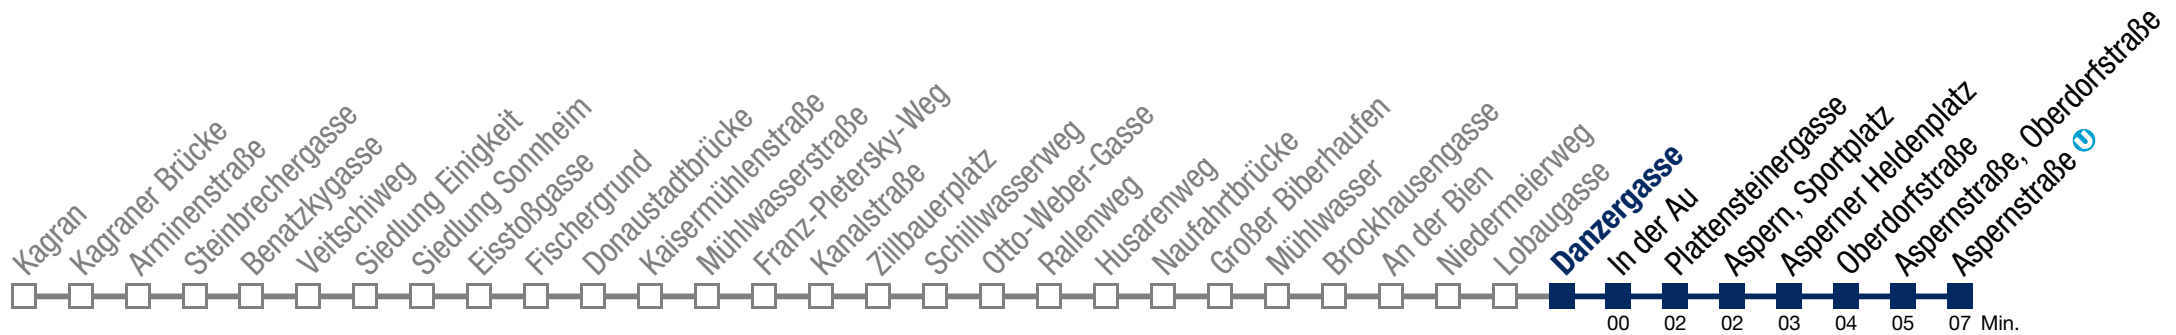 Kagran
Kagraner Brücke
Arminenstraße
Steinbrechergasse
Benatzkygasse
Veitschiweg
Siedlung Einigkeit
Siedlung Sonnheim
Eisstoßgasse
Fischergrund
Donaustadtbrücke
Kaisermühlenstraße
Mühlwasserstraße
Franz-Pletersky-Weg
Kanalstraße
Zillbauerplatz
Schillwasserweg
Otto-Weber-Gasse
Rallenweg
Husarenweg
Naufahrtbrücke
Großer Biberhaufen
Mühlwasser
Brockhausengasse
An der Bien
Niedermeierweg
Lobaugasse
Danzergasse
In der Au
Plattensteinergasse
Aspern, Sportplatz
Asperner Heldenplatz
Oberdorfstraße
Aspernstraße, Oberdorfstraße
Aspernstraße U
00 02 02 03 04 05 07 Min.